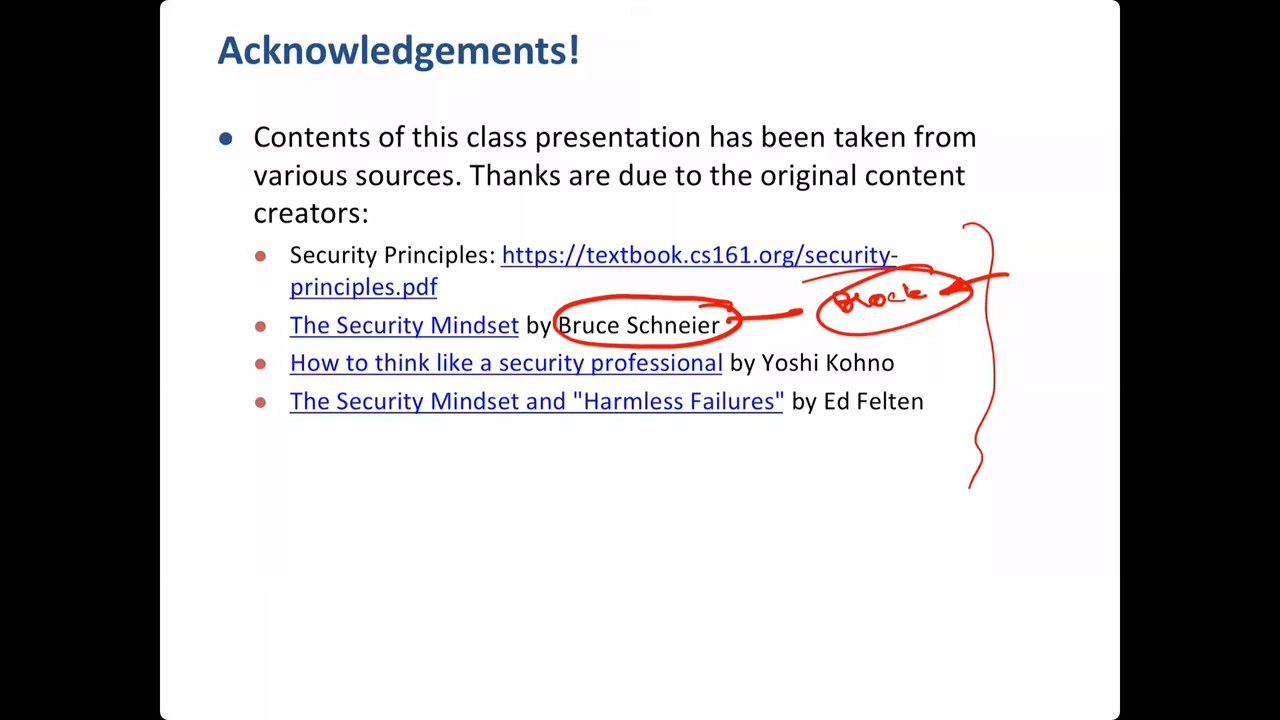 Acknowledgements!
Contents of this class presentation has been taken from
various sources. Thanks are due to the original content
creators:
Security Principles: https://textbook.cs161.org/security-
principles.pdf
The Security Mindset by Bruce Schneier
How to think like a security professional by Yoshi Kohno
The Security Mindset and "Harmless Failures" by Ed Felten